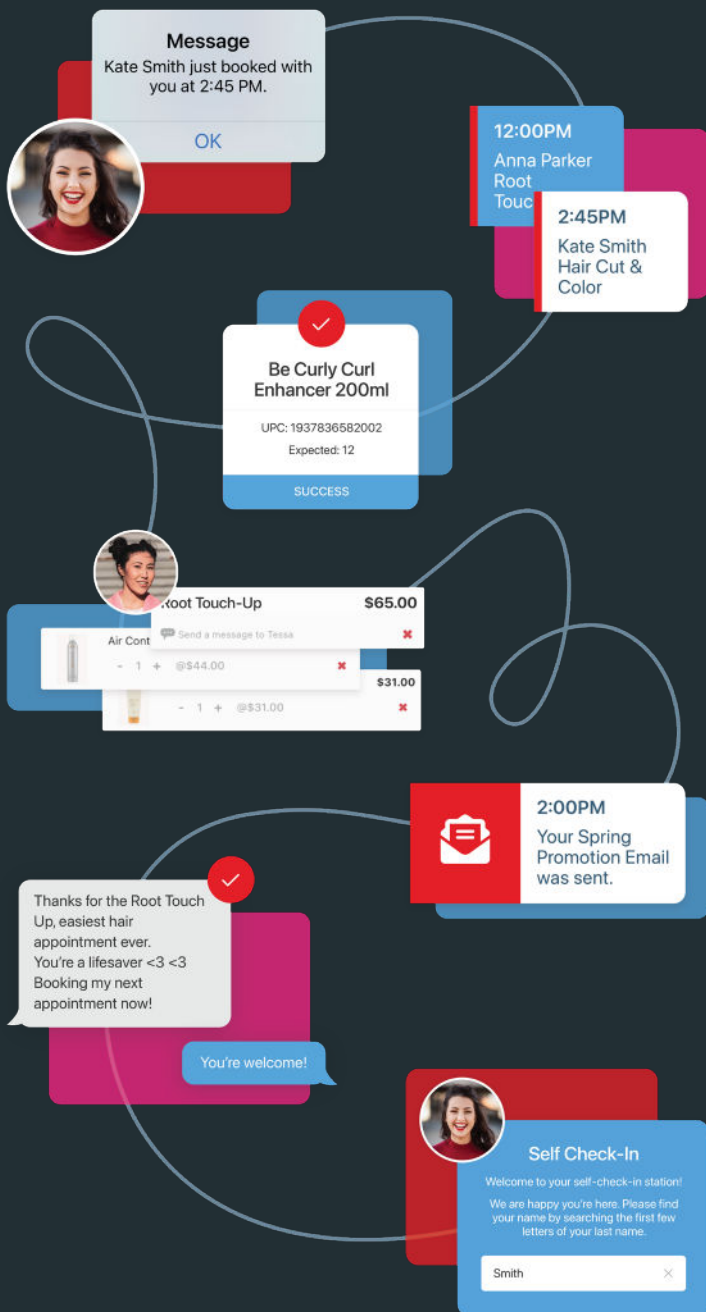 Message
Kate Smith just booked with
you at 2:45 PM.
OK
12:00PM
Anna Parker
Root
Touc
2:45PM
Kate Smith
Hair Cut &
Color
Be Curly Curl
Enhancer 200ml
UPC: 1937836582002
Expected: 12
SUCCESS
Root Touch-Up $65.00
Send a message to Tessa
Air Cont
- 1 + @$44.00
$31.00
- 1 + @$31.00
2:00PM
Your Spring
Promotion Email
was sent.
Thanks for the Root Touch
Up, easiest hair
appointment ever.
You're a lifesaver <3 <3
Booking my next
appointment now!
You're welcome!
Self Check-In
Welcome to your self-check-in station!
We are happy you're here. Please find
your name by searching the first few
letters of your last name.
Smith